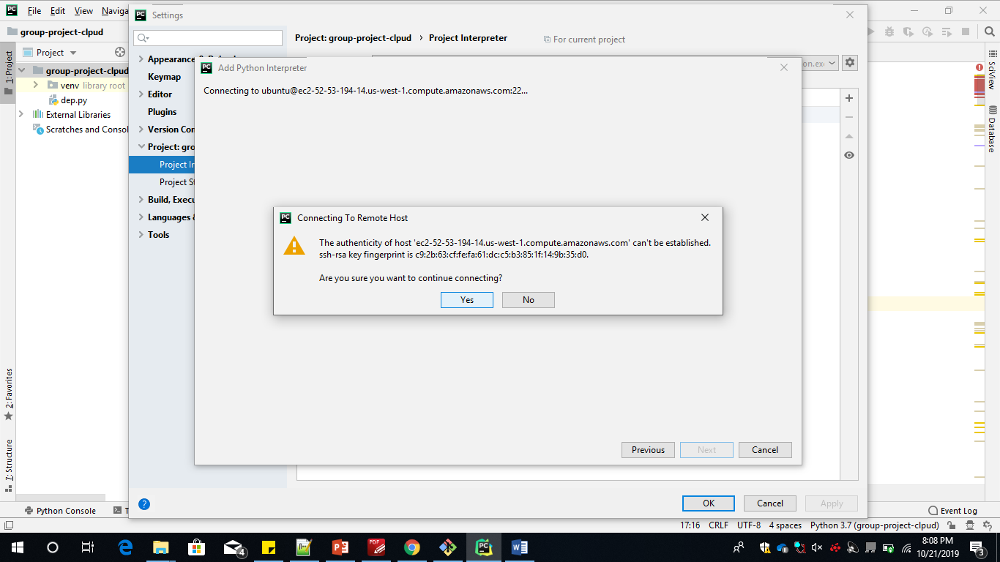 File Edit View Naviga
Settings
group-project-clpud
Project: group-project-clpud › Project Interpreter For current project
Project
1: Project
group-project-clpud
venv library root
dep.py
External Libraries
Scratches and Consol
2: Favorites
7: Structure
Appearance
Keymap
Editor
Plugins
Version Con
Project: gro
Project In
Project St
Build, Execu
Languages &
Tools
on.exe
Add Python Interpreter
Connecting to ubuntu@ec2-52-53-194-14.us-west-1.compute.amazonaws.com:22...
Connecting To Remote Host
The authenticity of host 'ec2-52-53-194-14.us-west-1.compute.amazonaws.com' can't be established.
ssh-rsa key fingerprint is c9:2b:63:cf:fe:fa:61:dc:c5:b3:85:1f:14:9b:35:d0.
Are you sure you want to continue connecting?
Yes No
Previous Next Cancel
OK Cancel Apply
SciView
Database
Python Console T
Event Log
17:16 CRLF UTF-8 4 spaces Python 3.7 (group-project-clpud)
8:08 PM
10/21/2019